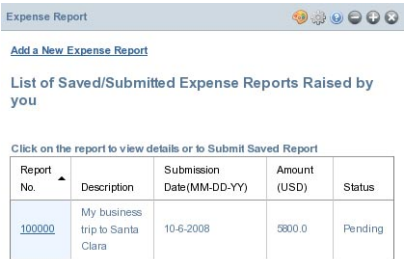 Expense Report
Add a New Expense Report
List of Saved/Submitted Expense Reports Raised by
you
Click on the report to view details or to Submit Saved Report
Report No.
Description
Submission Date(MM-DD-YY)
Amount (USD)
Status
100000
My business
trip to Santa
Clara
10-6-2008
5800.0
Pending